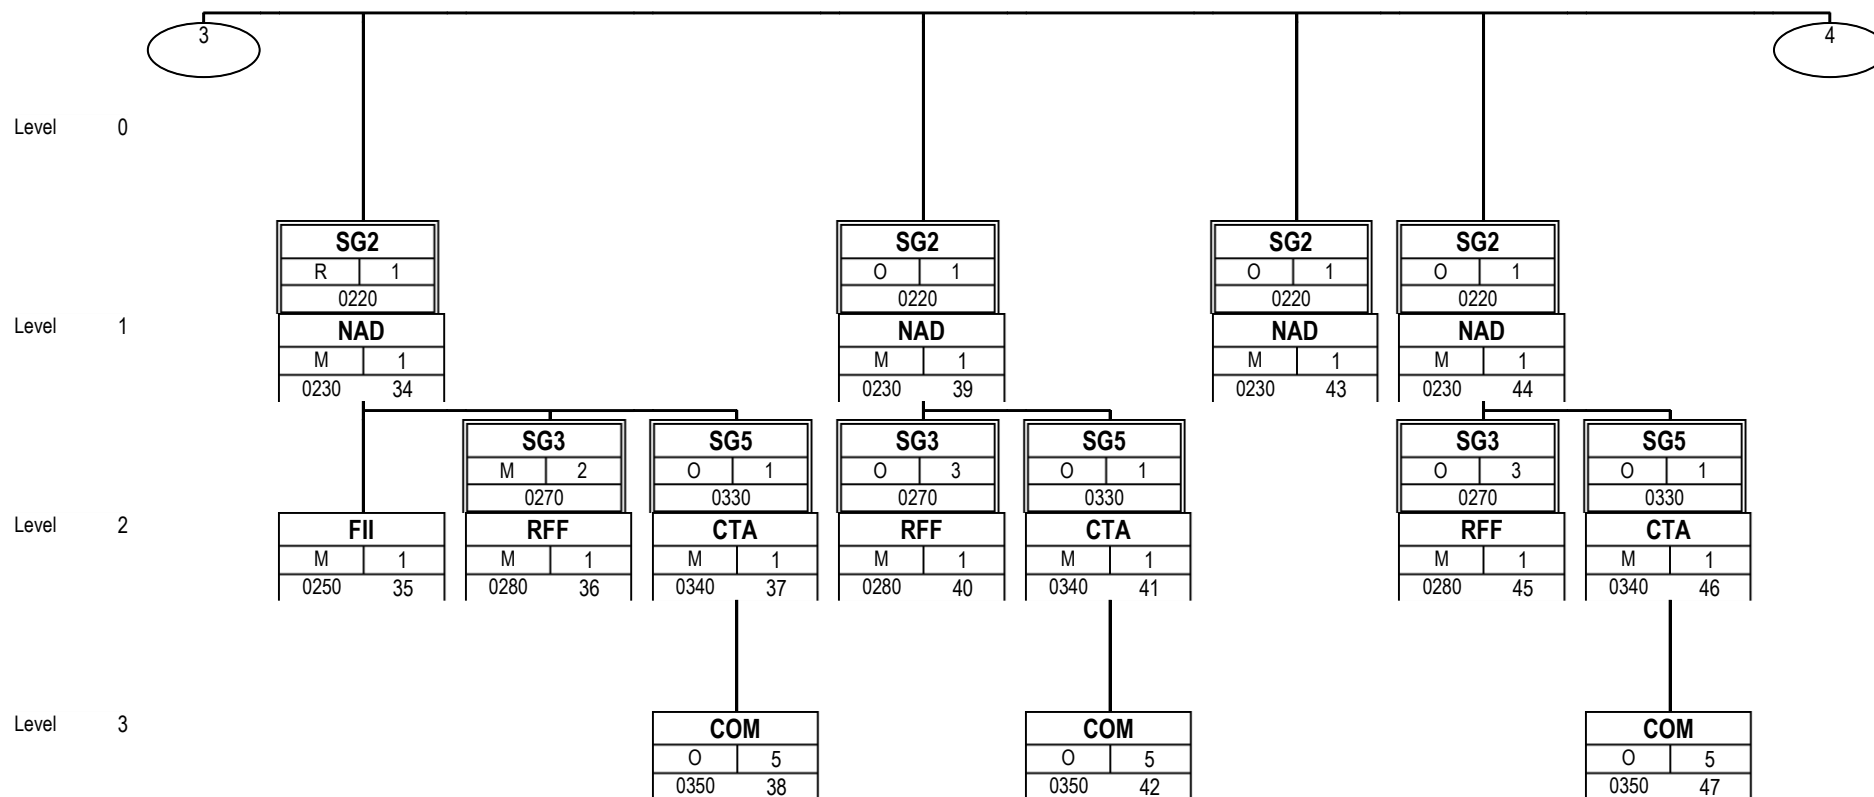 3 4
Level 0
SG2 SG2 SG2 SG2
R 1 O 1 O 1 O 1
0220 0220 0220 0220
Level 1
NAD NAD NAD NAD
M 1 M 1 M 1 M 1
0230 34 0230 39 0230 43 0230 44
SG3 SG5 SG3 SG5 SG3 SG5
M 2 O 1 O 3 O 1 O 3 O 1
0270 0330 0270 0330 0270 0330
Level 2
FII RFF CTA RFF CTA RFF CTA
M 1 M 1 M 1 M 1 M 1 M 1 M 1
0250 35 0280 36 0340 37 0280 40 0340 41 0280 45 0340 46
Level 3
COM COM COM
O 5 O 5 O 5
0350 38 0350 42 0350 47